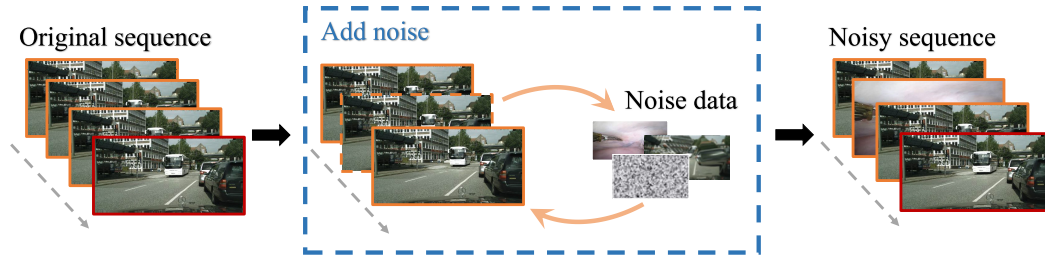 Original sequence
Add noise
Noise data
Noisy sequence